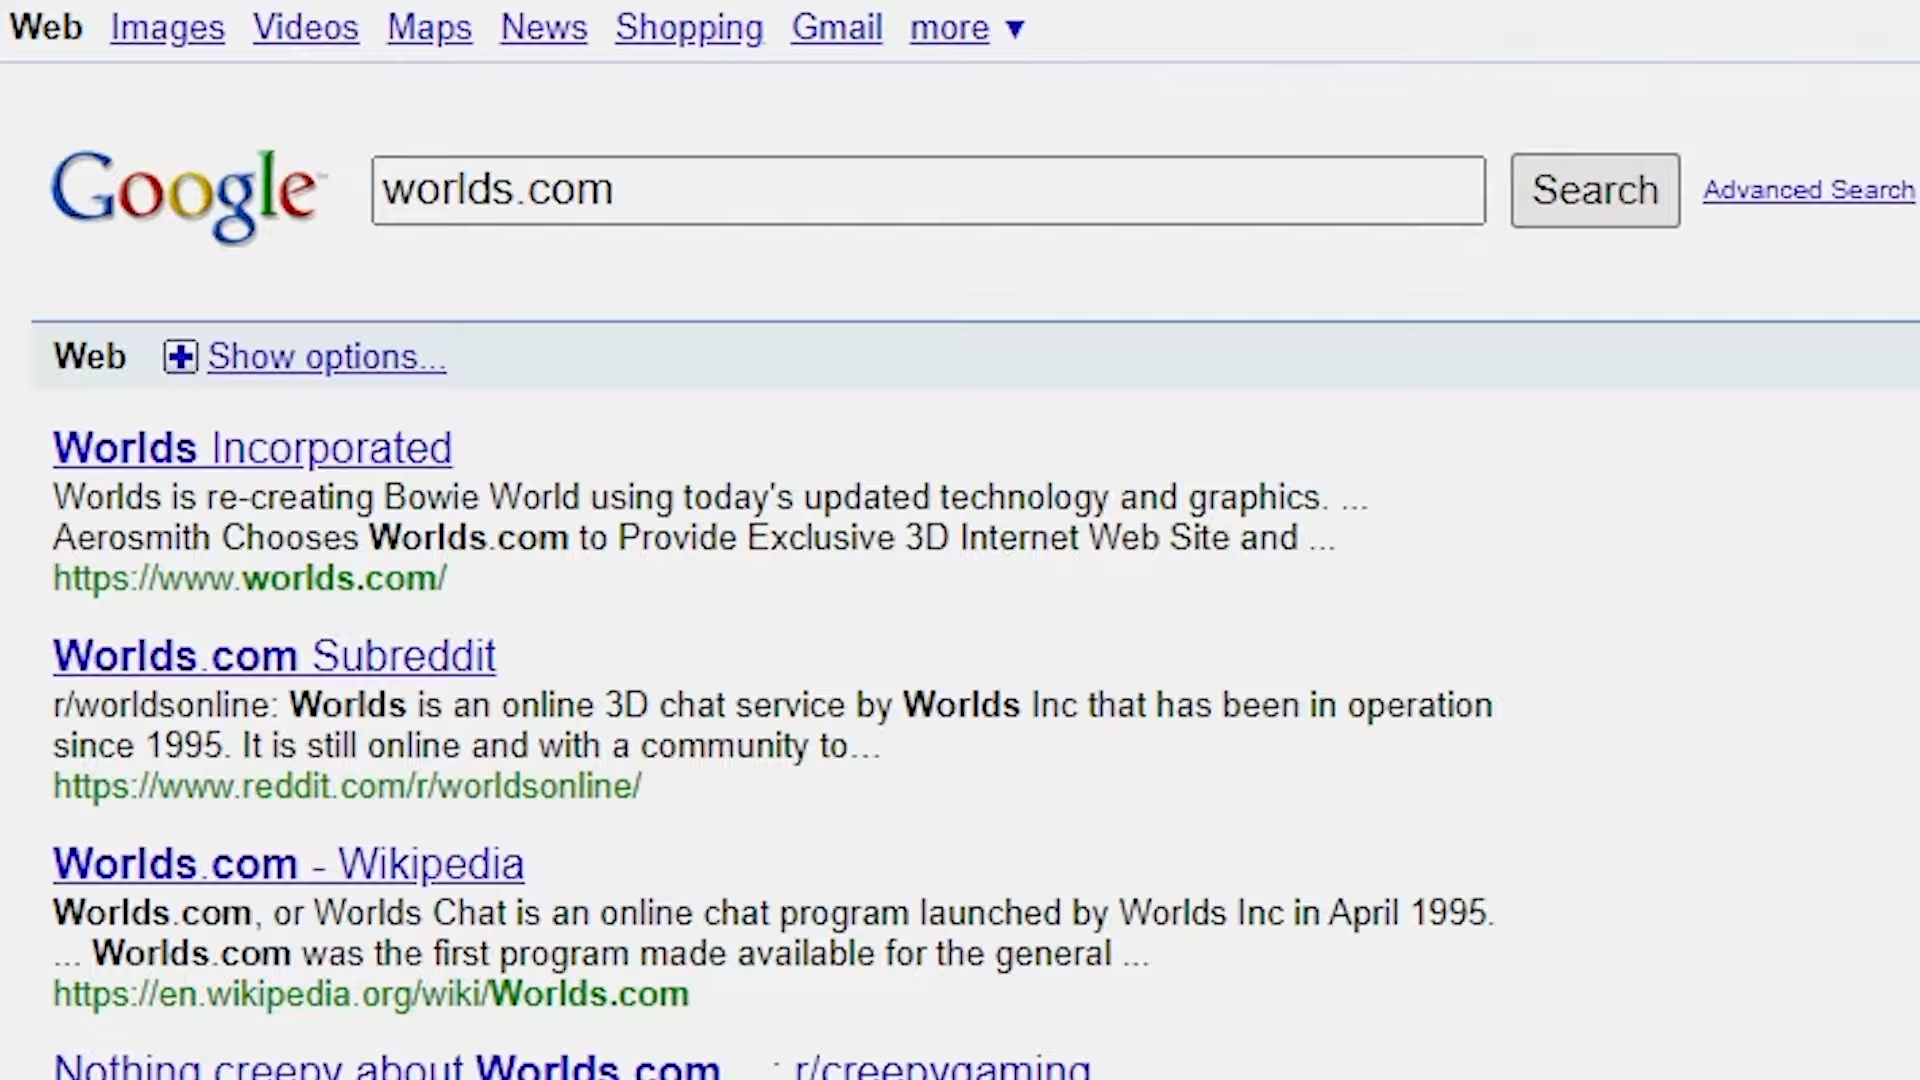 Web Images Videos Maps News Shopping Gmail more ▼
Google™ worlds.com Search Advanced Search
Web + Show options...
Worlds Incorporated
Worlds is re-creating Bowie World using today's updated technology and graphics. ...
Aerosmith Chooses Worlds.com to Provide Exclusive 3D Internet Web Site and ...
https://www.worlds.com/
Worlds.com Subreddit
r/worldsonline: Worlds is an online 3D chat service by Worlds Inc that has been in operation
since 1995. It is still online and with a community to...
https://www.reddit.com/r/worldsonline/
Worlds.com - Wikipedia
Worlds.com, or Worlds Chat is an online chat program launched by Worlds Inc in April 1995.
... Worlds.com was the first program made available for the general ...
https://en.wikipedia.org/wiki/Worlds.com
Nothing creepy about Worlds.com ... : r/creepygaming